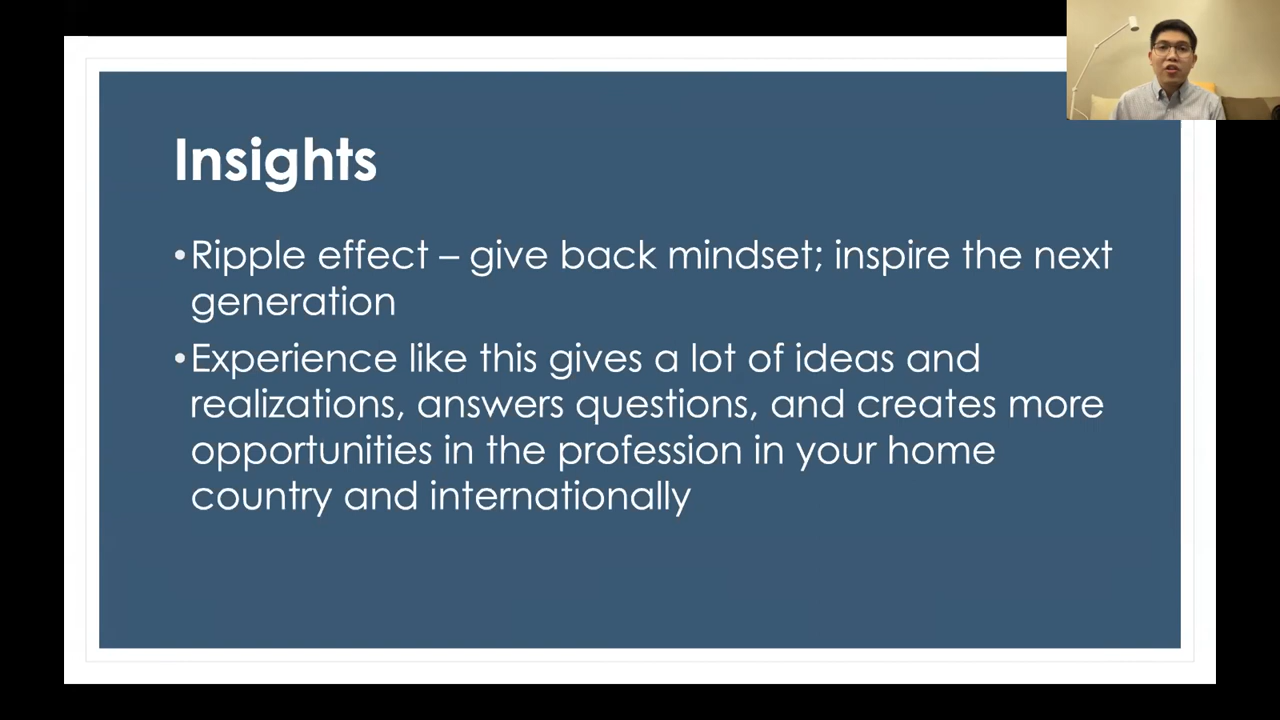 Insights
•Ripple effect – give back mindset; inspire the next
generation
•Experience like this gives a lot of ideas and
realizations, answers questions, and creates more
opportunities in the profession in your home
country and internationally